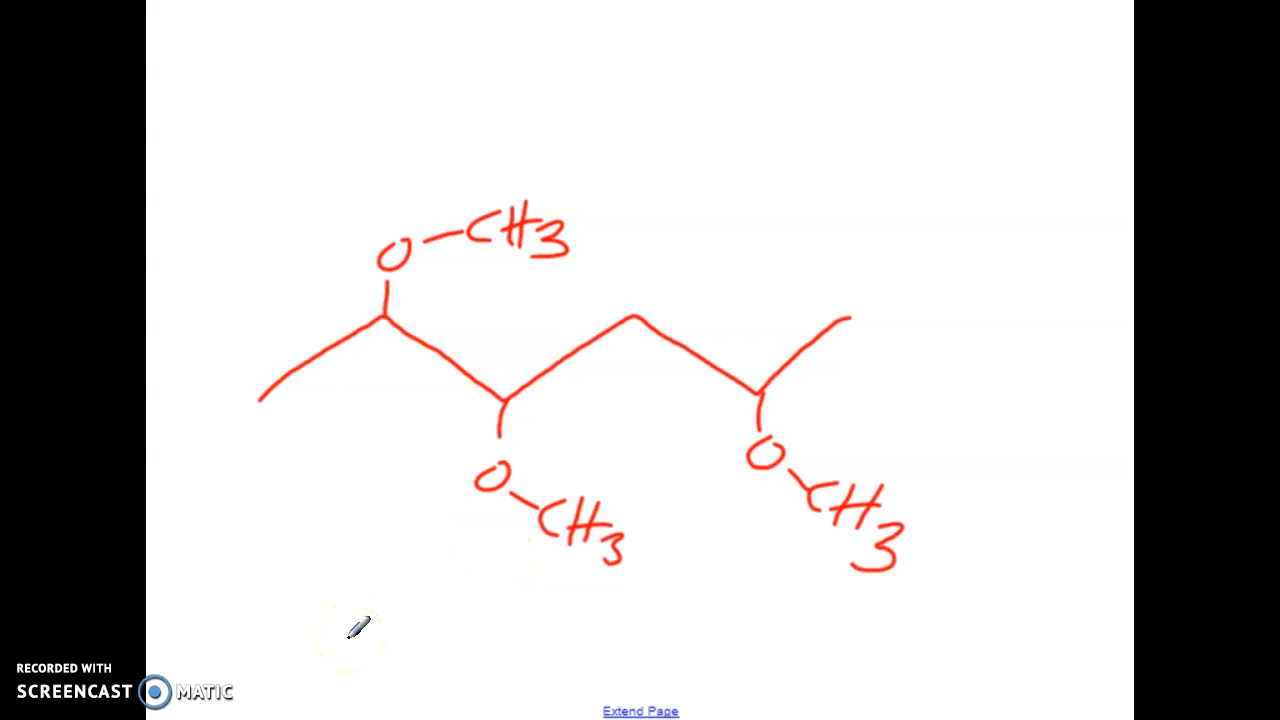 O-CH3
O-CH3
O-CH3
RECORDED WITH
SCREENCAST MATIC
Extend Page